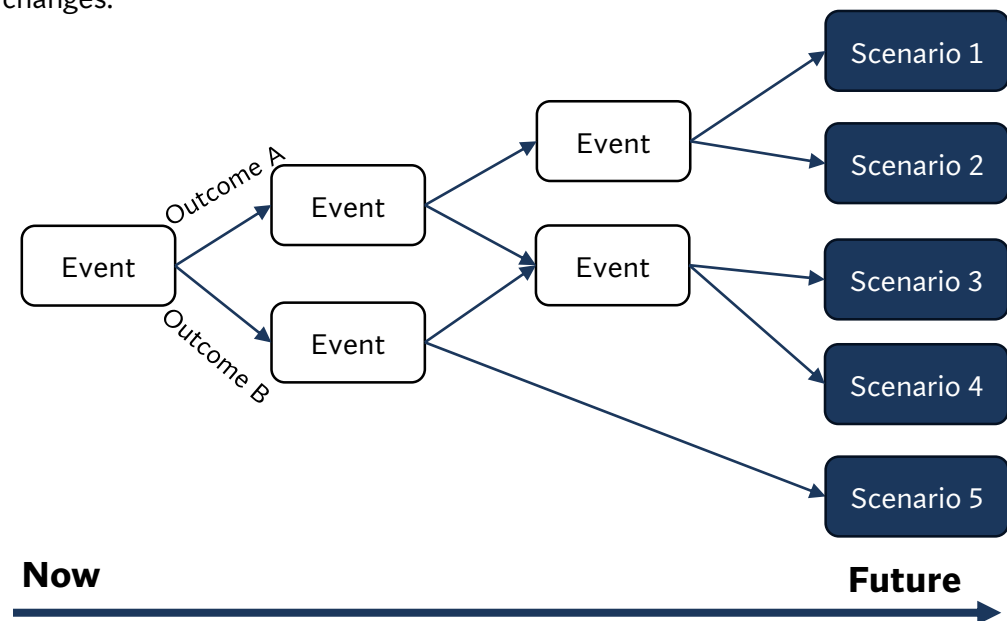 changes.
Scenario 1
Event
Scenario 2
Outcome A
Event
Event
Event
Scenario 3
Outcome B
Event
Scenario 4
Scenario 5
Now
Future